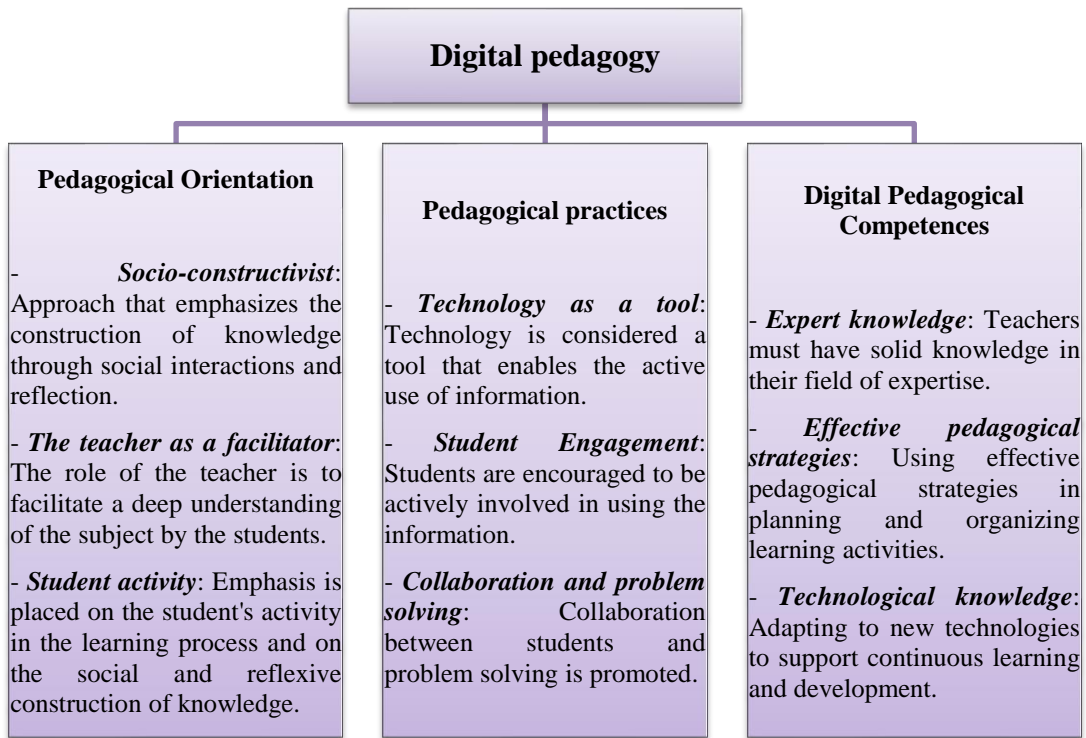 Digital pedagogy
Pedagogical Orientation
- Socio-constructivist:
Approach that emphasizes the
construction of knowledge
through social interactions and
reflection.
- The teacher as a facilitator:
The role of the teacher is to
facilitate a deep understanding
of the subject by the students.
- Student activity: Emphasis is
placed on the student's activity
in the learning process and on
the social and reflexive
construction of knowledge.
Pedagogical practices
- Technology as a tool:
Technology is considered a
tool that enables the active
use of information.
- Student Engagement:
Students are encouraged to be
actively involved in using the
information.
- Collaboration and problem
solving: Collaboration
between students and
problem solving is promoted.
Digital Pedagogical
Competences
- Expert knowledge: Teachers
must have solid knowledge in
their field of expertise.
- Effective pedagogical
strategies: Using effective
pedagogical strategies in
planning and organizing
learning activities.
- Technological knowledge:
Adapting to new technologies
to support continuous learning
and development.